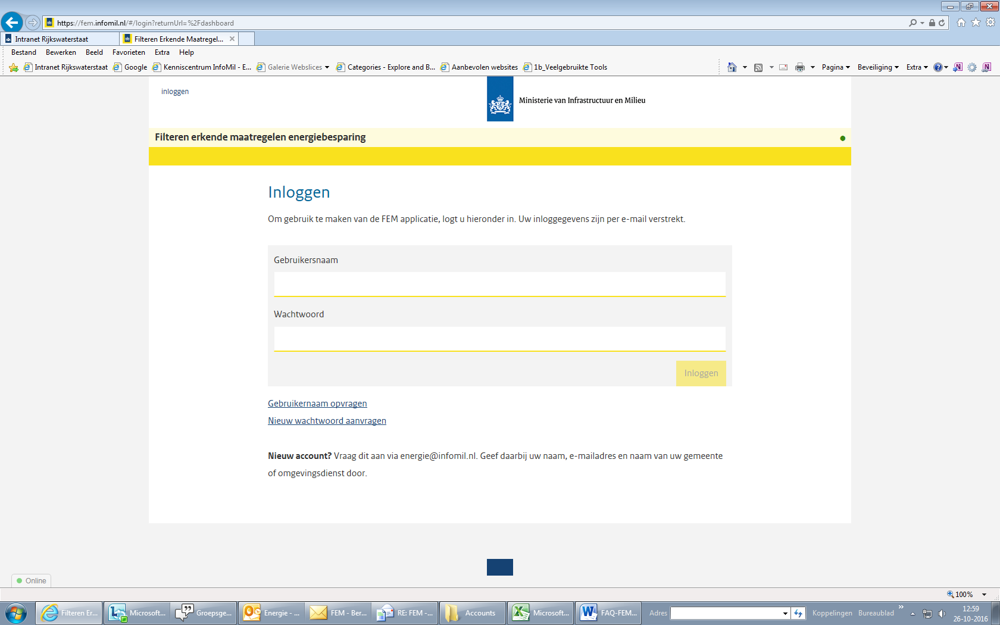 https://fem.infomil.nl/#/login?returnUrl=%2Fdashboard
Intranet Rijkswaterstaat
Filteren Erkende Maatregel...
Bestand Bewerken Beeld Favorieten Extra Help
Intranet Rijkswaterstaat Google Kenniscentrum InfoMil - E... Galerie Webslices Categories - Explore and B... Aanbevolen websites 1b_Veelgebruikte Tools Pagina Beveiliging Extra
inloggen
Ministerie van Infrastructuur en Milieu
Filteren erkende maatregelen energiebesparing
Inloggen
Om gebruik te maken van de FEM applicatie, logt u hieronder in. Uw inloggegevens zijn per e-mail verstrekt.
Gebruikersnaam
Wachtwoord
Inloggen
Gebruikernaam opvragen
Nieuw wachtwoord aanvragen
Nieuw account? Vraag dit aan via energie@infomil.nl. Geef daarbij uw naam, e-mailadres en naam van uw gemeente
of omgevingsdienst door.
Online
100%
Filteren Er... Microsoft... Groepsge... Energie - ... FEM - Ber... RE: FEM -... Accounts Microsoft... FAQ-FEM... Adres Koppelingen Bureaublad
12:59
26-10-2016